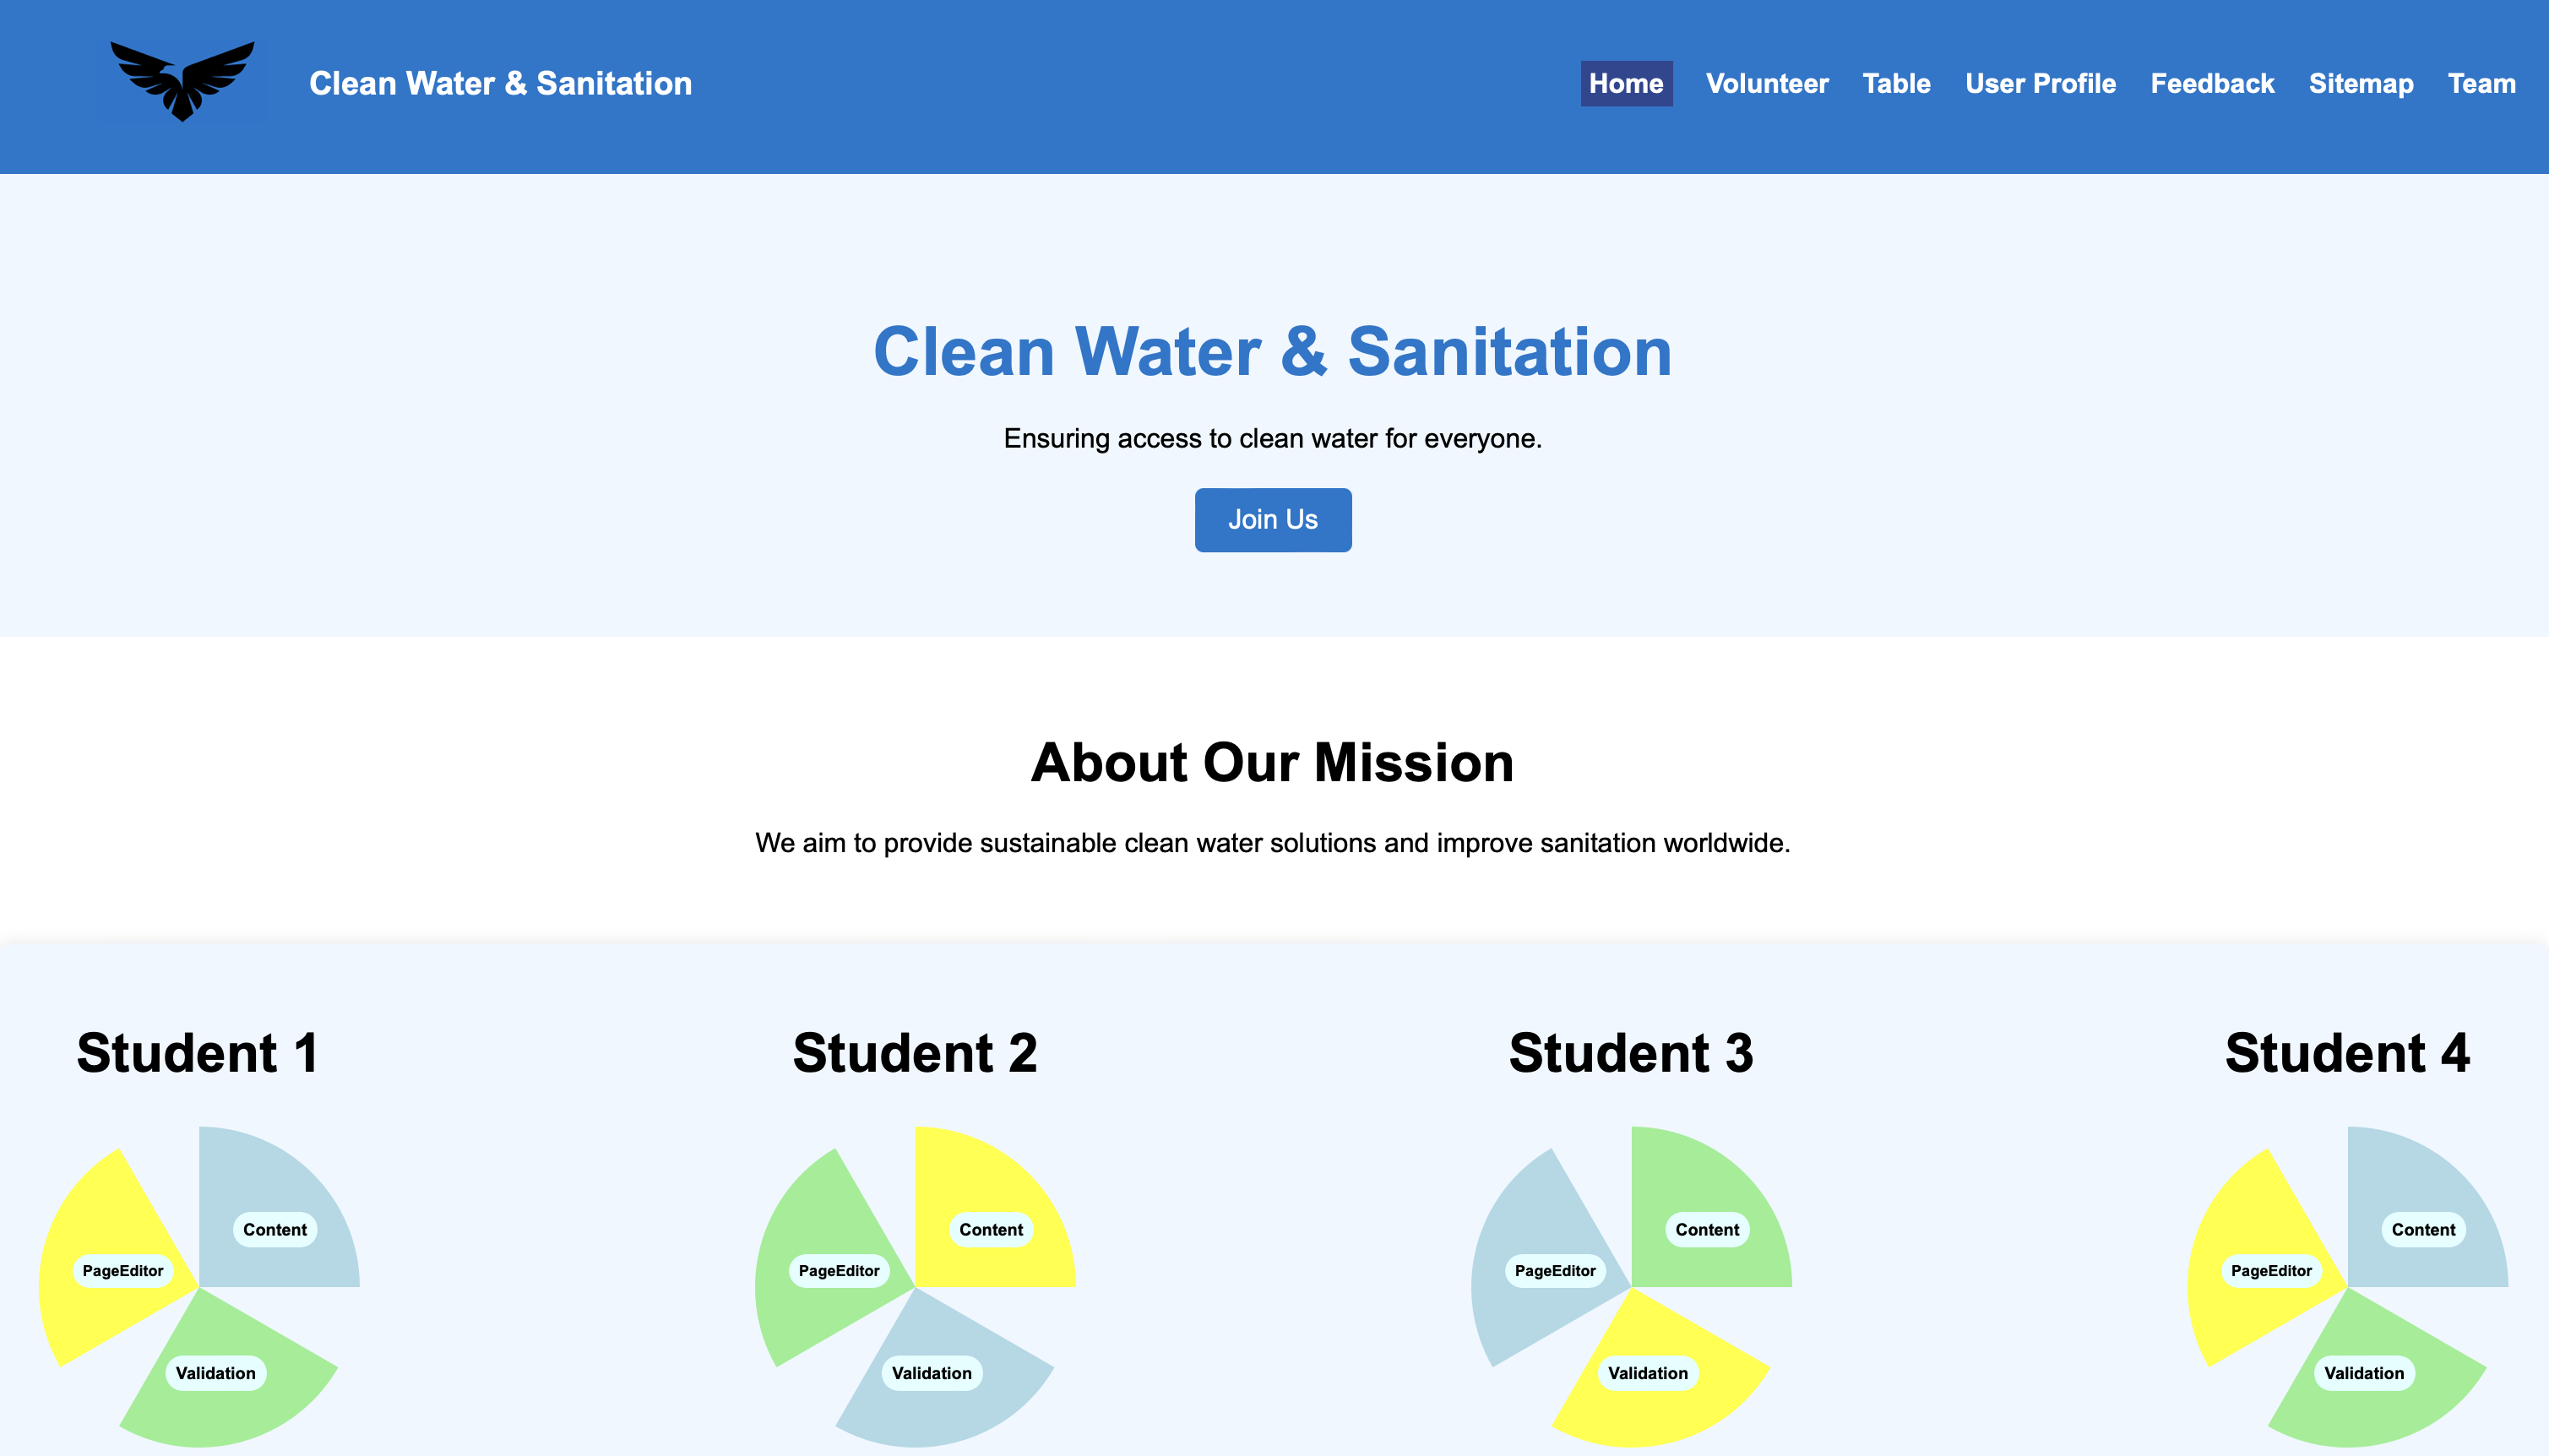 Clean Water & Sanitation
Home Volunteer Table User Profile Feedback Sitemap Team
Clean Water & Sanitation
Ensuring access to clean water for everyone.
Join Us
About Our Mission
We aim to provide sustainable clean water solutions and improve sanitation worldwide.
Student 1
Content
PageEditor
Validation
Student 2
Content
PageEditor
Validation
Student 3
Content
PageEditor
Validation
Student 4
Content
PageEditor
Validation